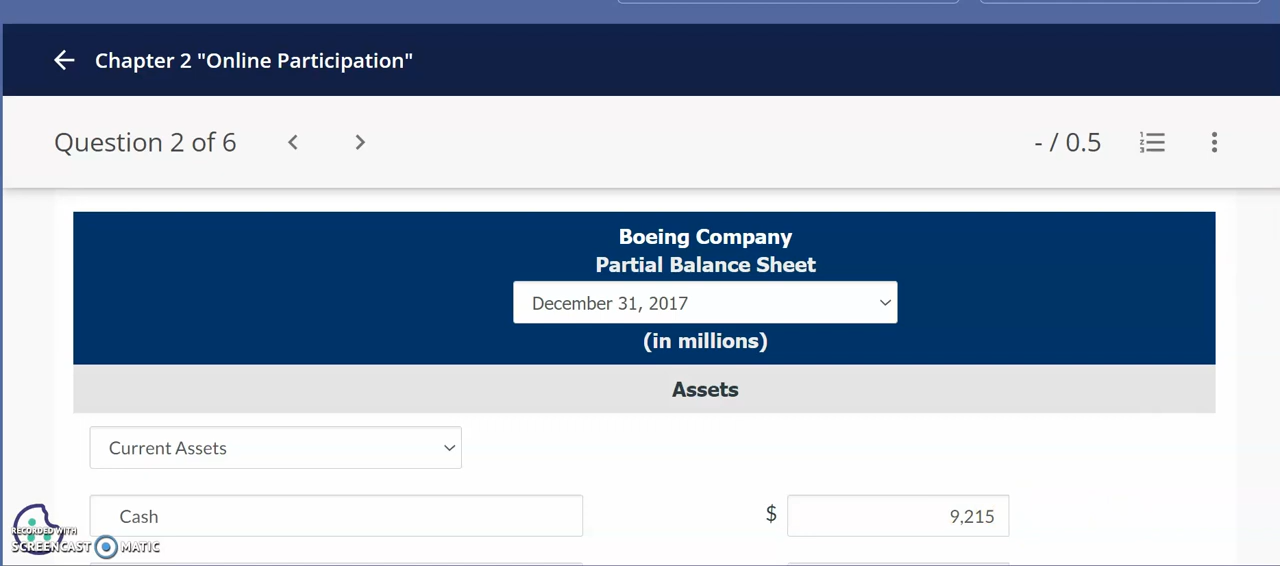 Chapter 2 "Online Participation"
Question 2 of 6
- / 0.5
Boeing Company
Partial Balance Sheet
December 31, 2017
(in millions)
Assets
Current Assets
Cash
$
9,215
RECORDED WITH
SCREENCAST MATIC